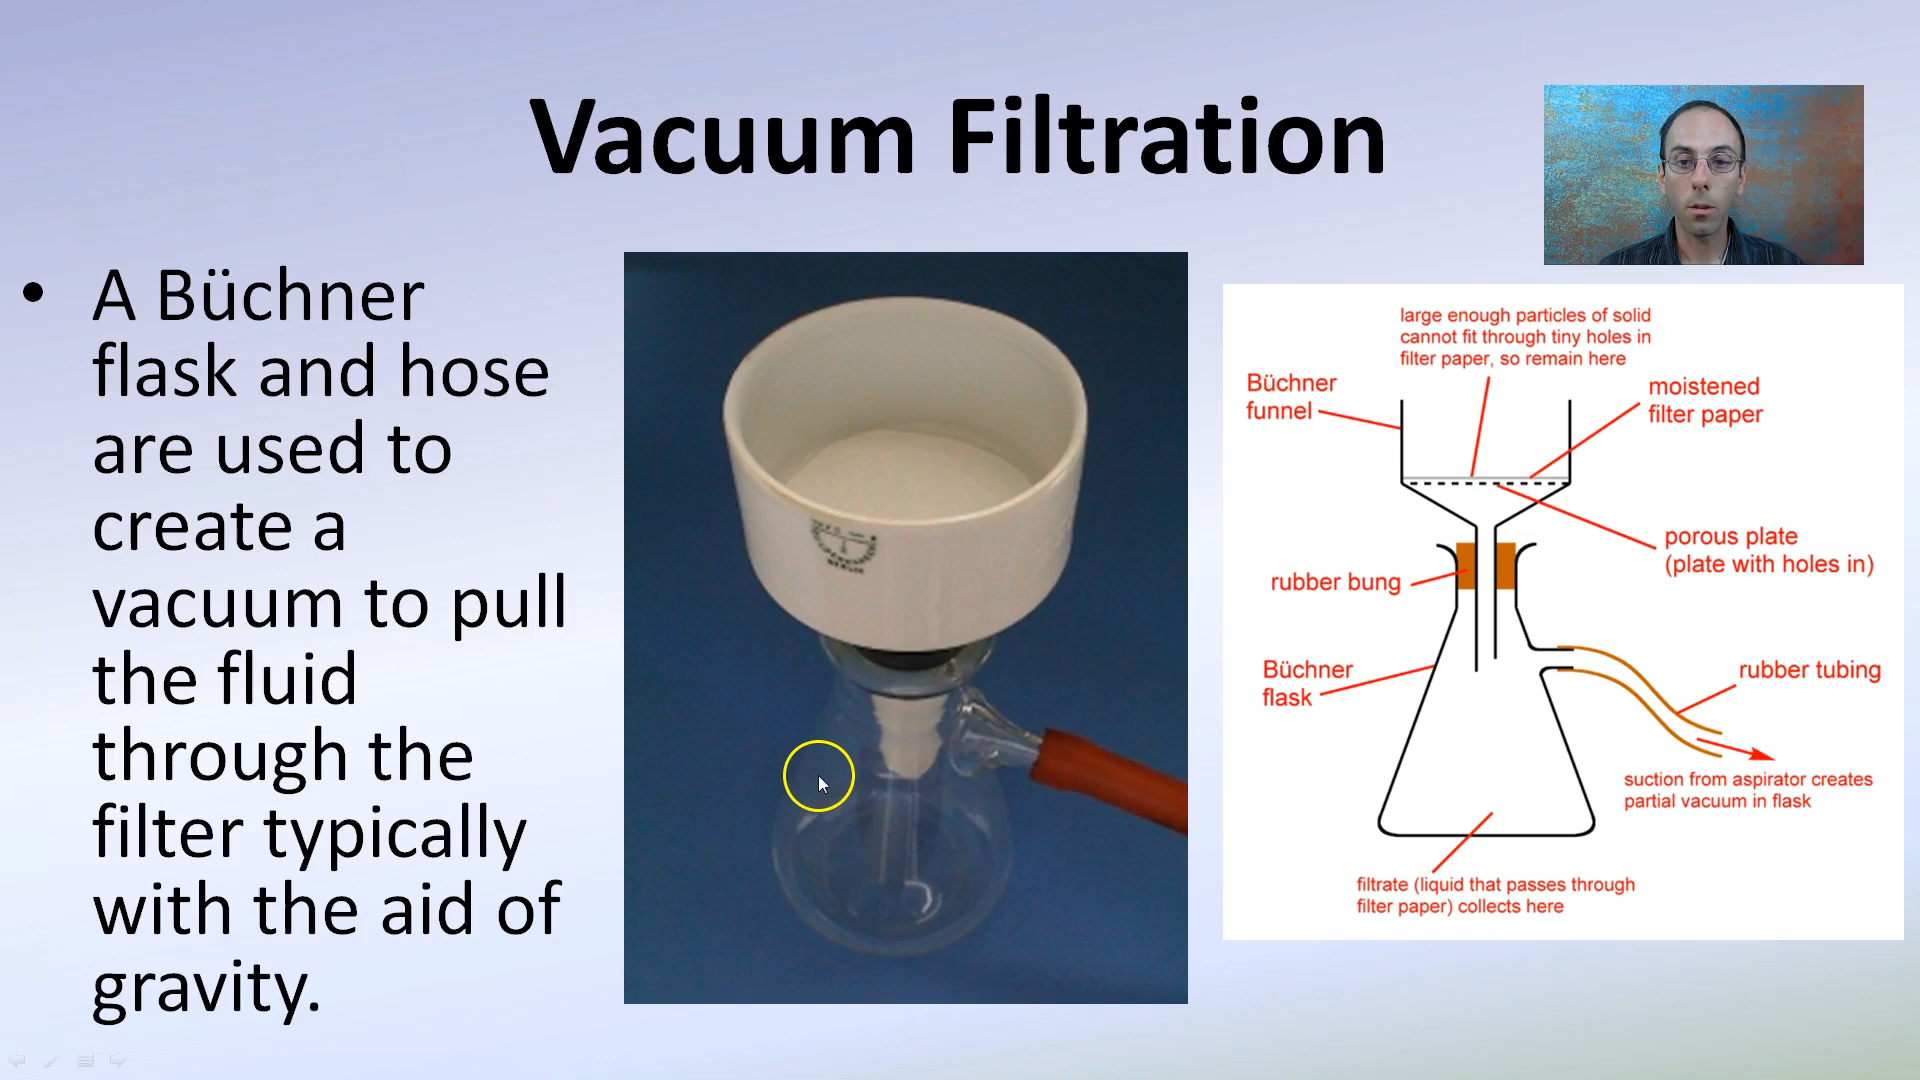 Vacuum Filtration
• A Büchner
flask and hose
are used to
create a
vacuum to pull
the fluid
through the
filter typically
with the aid of
gravity.
BERLIN
large enough particles of solid
cannot fit through tiny holes in
filter paper, so remain here
Büchner
funnel
moistened
filter paper
porous plate
(plate with holes in)
rubber bung
Büchner
flask
rubber tubing
suction from aspirator creates
partial vacuum in flask
filtrate (liquid that passes through
filter paper) collects here